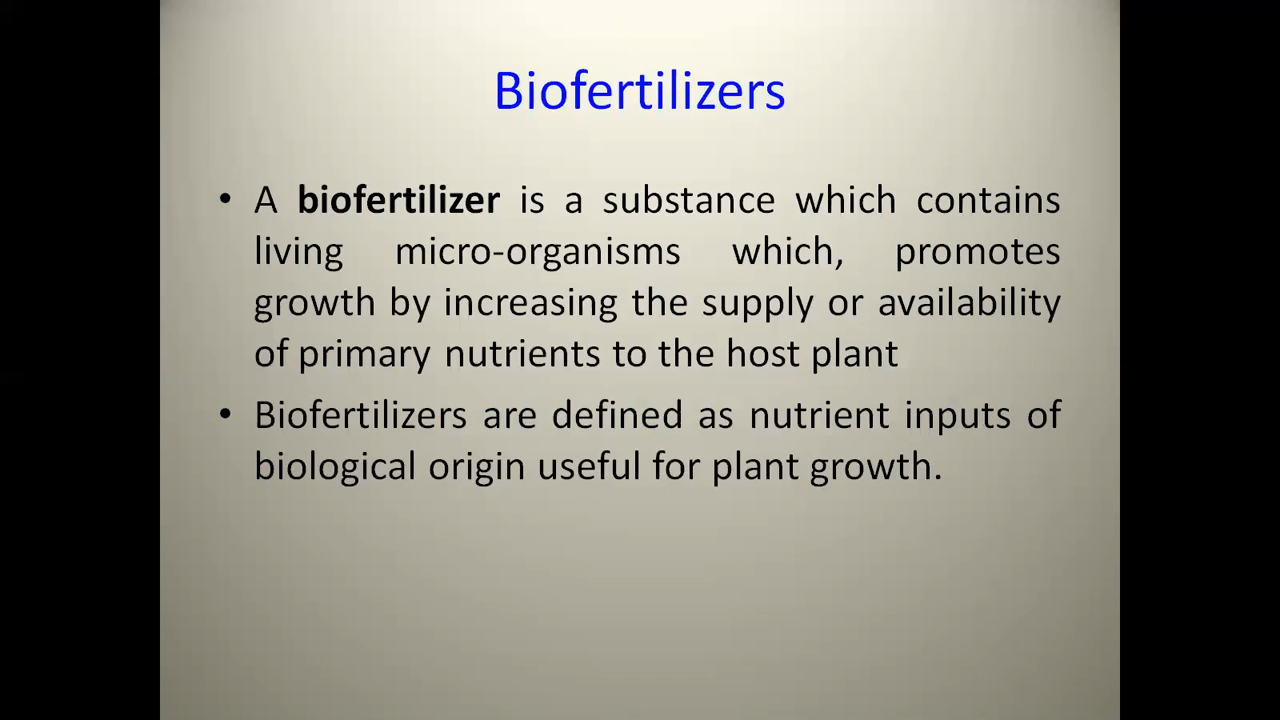 Biofertilizers
• A biofertilizer is a substance which contains
living micro-organisms which, promotes
growth by increasing the supply or availability
of primary nutrients to the host plant
• Biofertilizers are defined as nutrient inputs of
biological origin useful for plant growth.